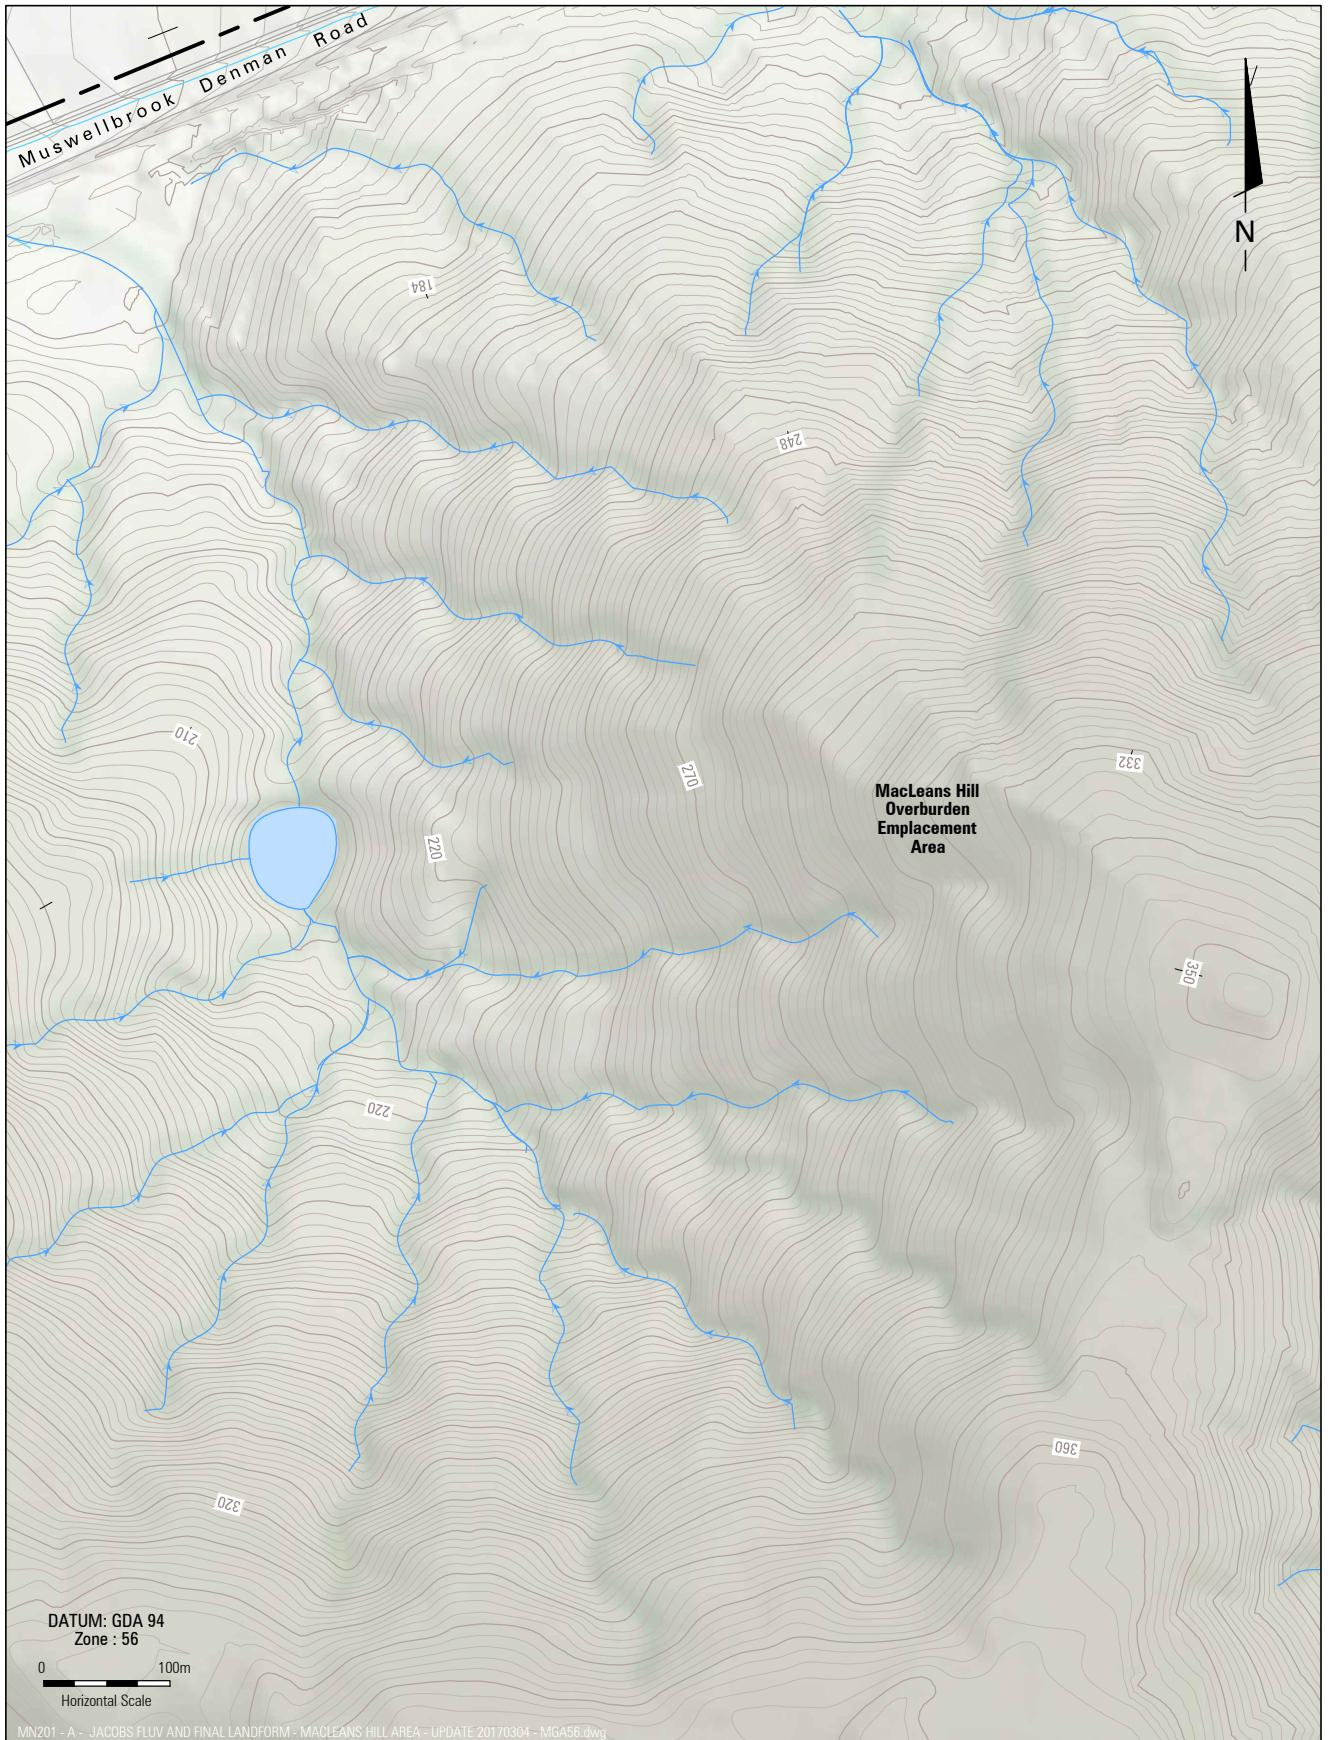 Muswellbrook Denman Road
N
184
248
210
270
332
MacLeans Hill
Overburden
Emplacement
Area
220
350
220
360
320
DATUM: GDA 94
Zone : 56
0 100m
Horizontal Scale
MN201 - A - JACOBS FLUV AND FINAL LANDFORM - MACLEANS HILL AREA - UPDATE 20170304 - MGA56.dwg